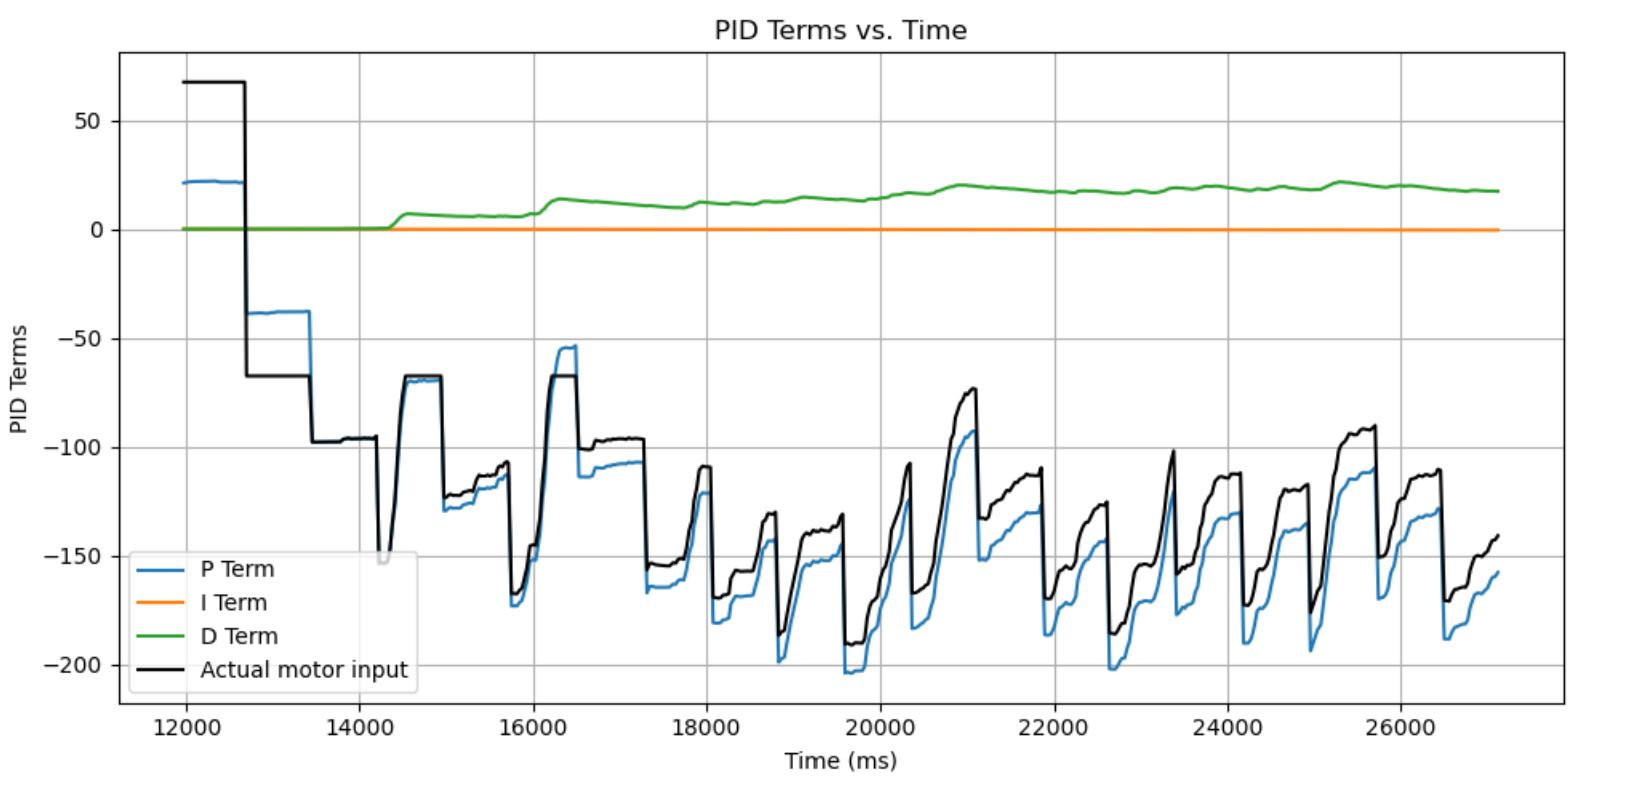 PID Terms vs. Time
PID Terms
50
0
−50
−100
−150
−200
P Term
I Term
D Term
Actual motor input
12000 14000 16000 18000 20000 22000 24000 26000
Time (ms)